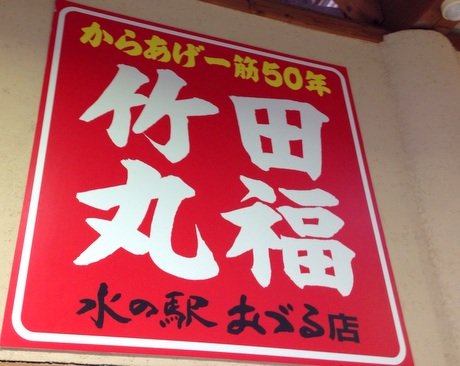 からあげ一筋50年
竹田
丸福
水の駅 おづる店